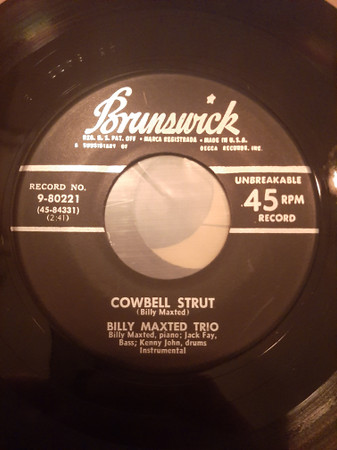 Brunswick
REG. U. S. PAT. OFF. • MARCA REGISTRADA • MADE IN U.S.A.
A SUBSIDIARY OF DECCA RECORDS, INC.
RECORD NO.
9-80221
(45-84331)
(2:41)
UNBREAKABLE
45 RPM
RECORD
COWBELL STRUT
(Billy Maxted)
BILLY MAXTED TRIO
Billy Maxted, piano; Jack Fay,
Bass; Kenny John, drums
Instrumental